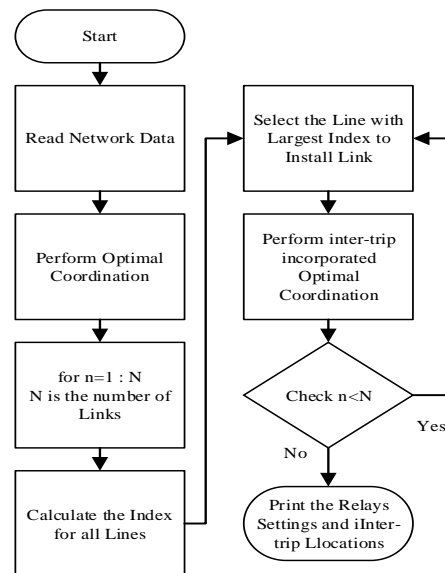 Start
Read Network Data
Perform Optimal
Coordination
for n=1 : N
N is the number of
Links
Calculate the Index
for all Lines
Select the Line with
Largest Index to
Install Link
Perform inter-trip
incorporated
Optimal
Coordination
Check n<N
Yes
No
Print the Relays
Settings and iInter-
trip Llocations